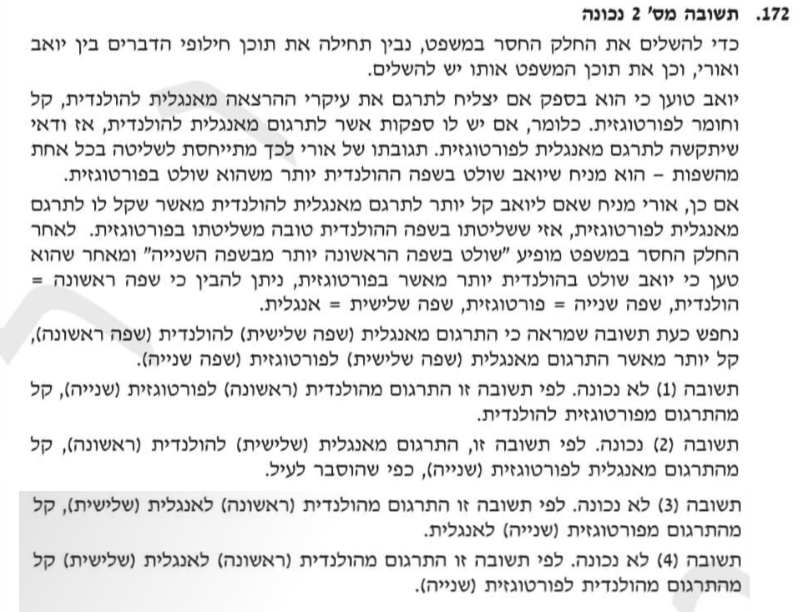 172. תשובה מס' 2 נכונה
כדי להשלים את החלק החסר במשפט, נבין תחילה את תוכן חילופי הדברים בין יואב
ואורי, וכן את תוכן המשפט אותו יש להשלים.
יואב טוען כי הוא בספק אם יצליח לתרגם את עיקרי ההרצאה מאנגלית להולנדית, קל
וחומר לפורטוגזית. כלומר, אם יש לו ספקות אשר לתרגום מאנגלית להולנדית, אז ודאי
שיתקשה לתרגם מאנגלית לפורטוגזית. תגובתו של אורי לכך מתייחסת לשליטה בכל אחת
מהשפות – הוא מניח שיואב שולט בשפה ההולנדית יותר משהוא שולט בפורטוגזית.
אם כן, אורי מניח שאם ליואב קל יותר לתרגם מאנגלית להולנדית מאשר שקל לו לתרגם
מאנגלית לפורטוגזית, אזי ששליטתו בשפה ההולנדית טובה משליטתו בפורטוגזית. לאחר
החלק החסר במשפט מופיע "שולט בשפה הראשונה יותר מבשפה השנייה" ומאחר שהוא
טען כי יואב שולט בהולנדית יותר מאשר בפורטוגזית, ניתן להבין כי שפה ראשונה =
הולנדית, שפה שנייה = פורטוגזית, שפה שלישית = אנגלית.
נחפש כעת תשובה שמראה כי התרגום מאנגלית (שפה שלישית) להולנדית (שפה ראשונה),
קל יותר מאשר התרגום מאנגלית (שפה שלישית) לפורטוגזית (שפה שנייה).
תשובה (1) לא נכונה. לפי תשובה זו התרגום מהולנדית (ראשונה) לפורטוגזית (שנייה), קל
מהתרגום מפורטוגזית להולנדית.
תשובה (2) נכונה. לפי תשובה זו, התרגום מאנגלית (שלישית) להולנדית (ראשונה), קל
מהתרגום מאנגלית לפורטוגזית (שנייה), כפי שהוסבר לעיל.
תשובה (3) לא נכונה. לפי תשובה זו התרגום מהולנדית (ראשונה) לאנגלית (שלישית), קל
מהתרגום מפורטוגזית (שנייה) לאנגלית.
תשובה (4) לא נכונה. לפי תשובה זו התרגום מהולנדית (ראשונה) לאנגלית (שלישית) קל
מהתרגום מהולנדית לפורטוגזית (שנייה).